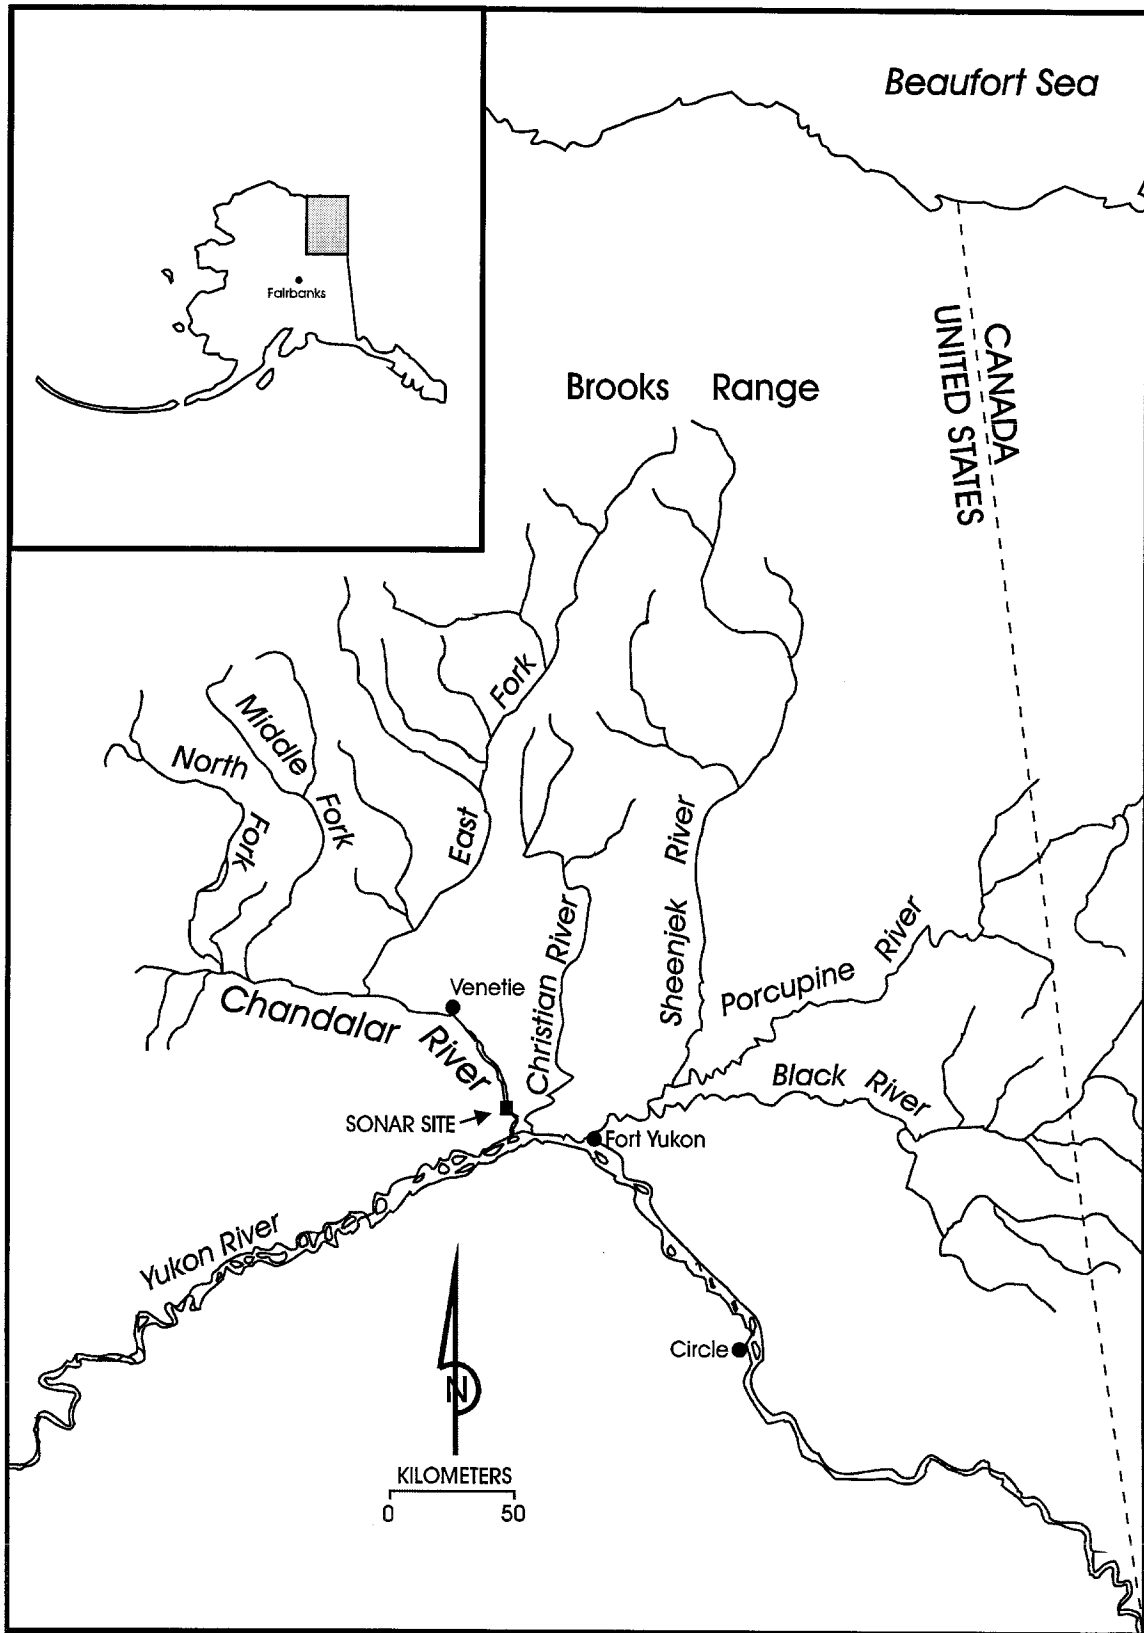 Beaufort Sea
Fairbanks
CANADA
UNITED STATES
Brooks Range
Fork
Middle
Fork
North
Fork
East
River
Sheenjek
River
Christian
River
Porcupine
Venetie
Chandalar
River
Black River
SONAR SITE
Fort Yukon
Yukon River
Circle
N
KILOMETERS
0 50